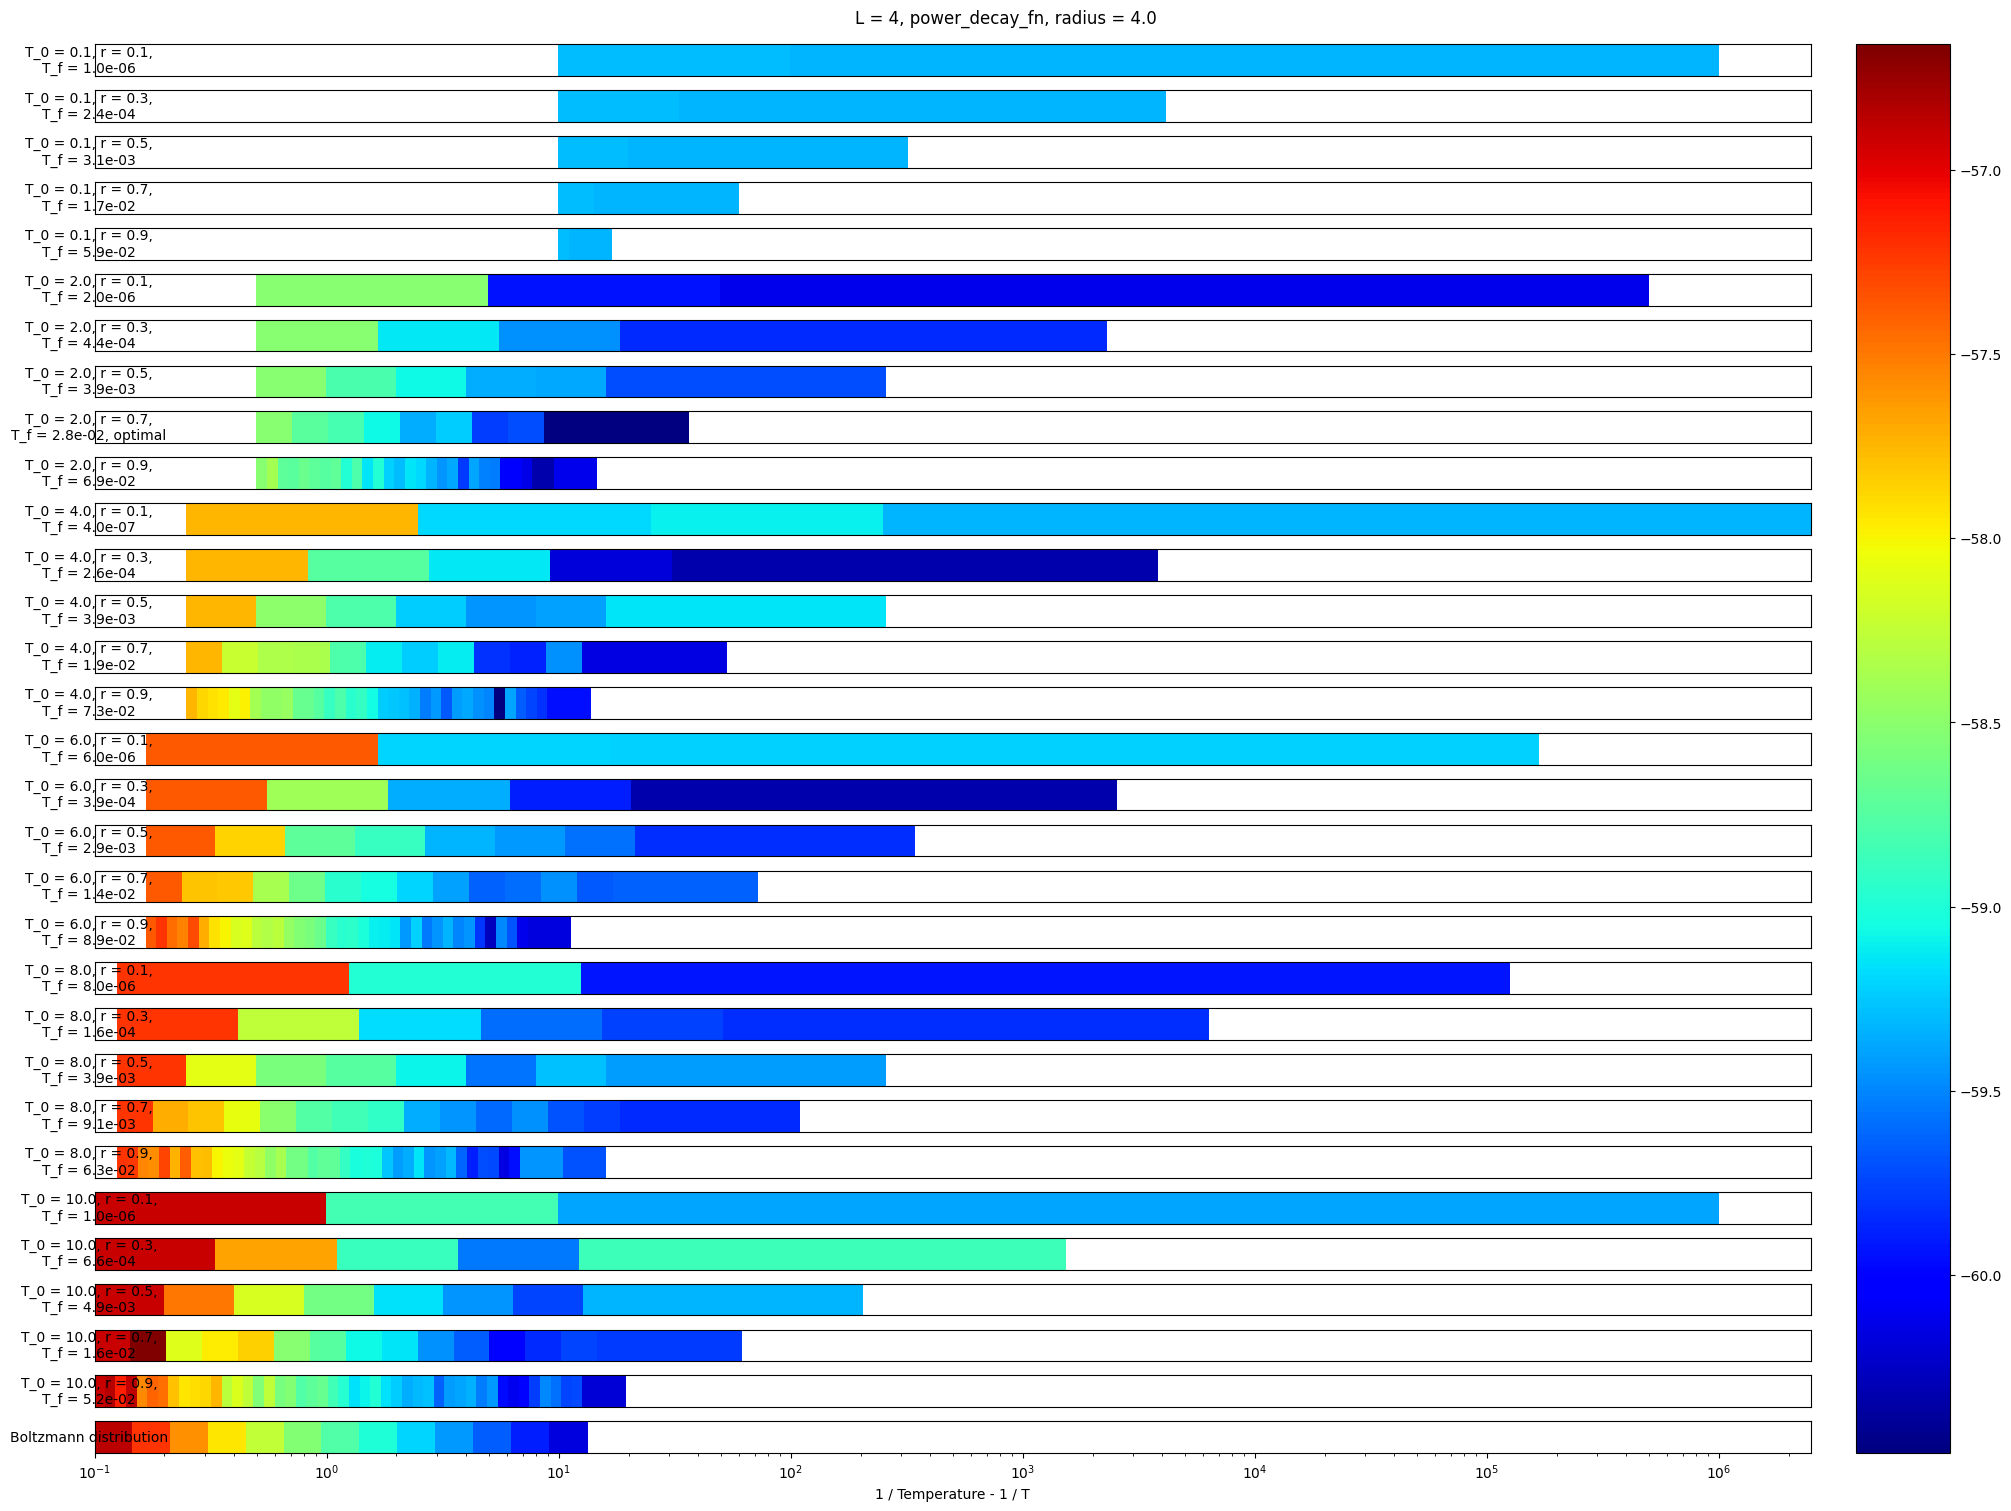 L = 4, power_decay_fn, radius = 4.0
T_0 = 0.1, r = 0.1,
T_f = 1.0e-06
T_0 = 0.1, r = 0.3,
T_f = 2.4e-04
T_0 = 0.1, r = 0.5,
T_f = 3.1e-03
T_0 = 0.1, r = 0.7,
T_f = 1.7e-02
T_0 = 0.1, r = 0.9,
T_f = 5.9e-02
T_0 = 2.0, r = 0.1,
T_f = 2.0e-06
T_0 = 2.0, r = 0.3,
T_f = 4.4e-04
T_0 = 2.0, r = 0.5,
T_f = 3.9e-03
T_0 = 2.0, r = 0.7,
T_f = 2.8e-02, optimal
T_0 = 2.0, r = 0.9,
T_f = 6.9e-02
T_0 = 4.0, r = 0.1,
T_f = 4.0e-07
T_0 = 4.0, r = 0.3,
T_f = 2.6e-04
T_0 = 4.0, r = 0.5,
T_f = 3.9e-03
T_0 = 4.0, r = 0.7,
T_f = 1.9e-02
T_0 = 4.0, r = 0.9,
T_f = 7.3e-02
T_0 = 6.0, r = 0.1,
T_f = 6.0e-06
T_0 = 6.0, r = 0.3,
T_f = 3.9e-04
T_0 = 6.0, r = 0.5,
T_f = 2.9e-03
T_0 = 6.0, r = 0.7,
T_f = 1.4e-02
T_0 = 6.0, r = 0.9,
T_f = 8.9e-02
T_0 = 8.0, r = 0.1,
T_f = 8.0e-06
T_0 = 8.0, r = 0.3,
T_f = 1.6e-04
T_0 = 8.0, r = 0.5,
T_f = 3.9e-03
T_0 = 8.0, r = 0.7,
T_f = 9.1e-03
T_0 = 8.0, r = 0.9,
T_f = 6.3e-02
T_0 = 10.0, r = 0.1,
T_f = 1.0e-06
T_0 = 10.0, r = 0.3,
T_f = 6.6e-04
T_0 = 10.0, r = 0.5,
T_f = 4.9e-03
T_0 = 10.0, r = 0.7,
T_f = 1.6e-02
T_0 = 10.0, r = 0.9,
T_f = 5.2e-02
Boltzmann distribution
10⁻¹ 10⁰ 10¹ 10² 10³ 10⁴ 10⁵ 10⁶
1 / Temperature - 1 / T
−57.0
−57.5
−58.0
−58.5
−59.0
−59.5
−60.0